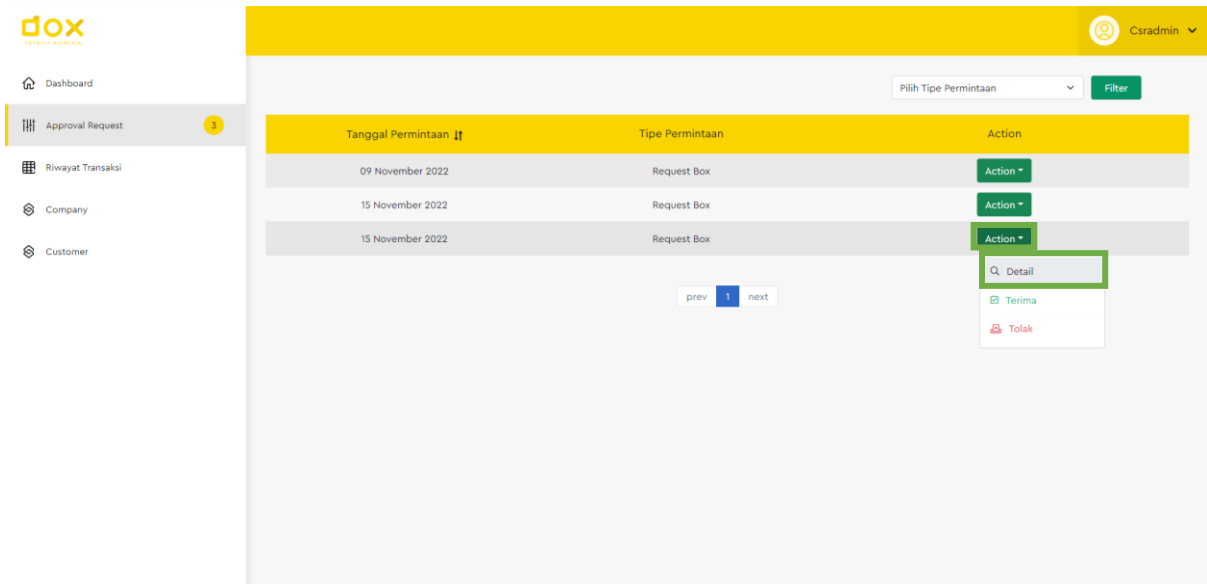 dox
TOTALLY MAINTAIN
Csradmin
Dashboard
Approval Request 3
Riwayat Transaksi
Company
Customer
Pilih Tipe Permintaan Filter
Tanggal Permintaan Tipe Permintaan Action
09 November 2022 Request Box Action
15 November 2022 Request Box Action
15 November 2022 Request Box Action
Detail
Terima
Tolak
prev 1 next